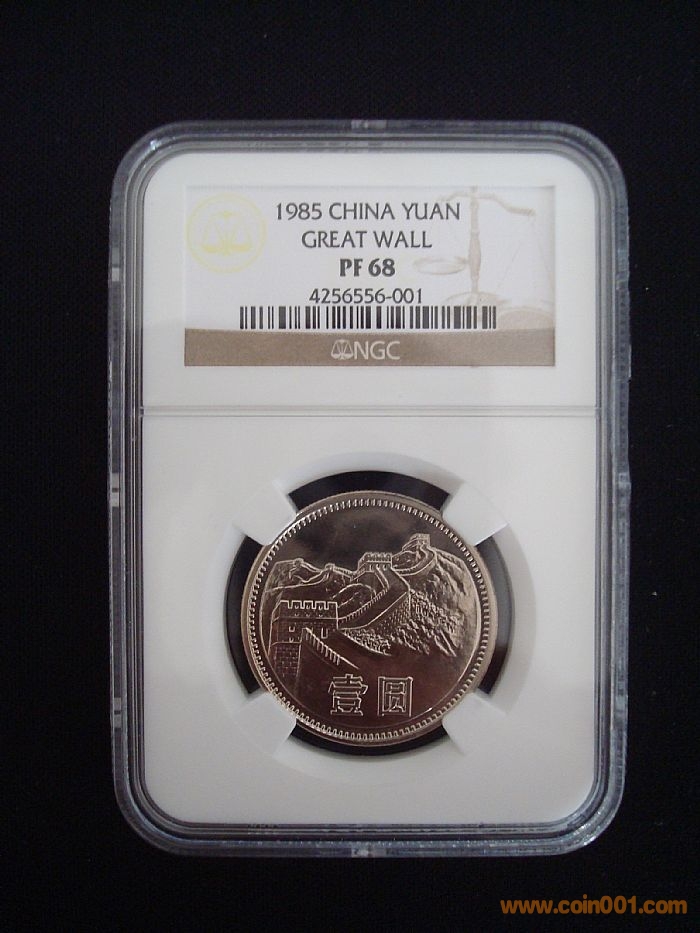 1985 CHINA YUAN
GREAT WALL
PF 68
4256556-001
NGC
壹圆
www.coin001.com